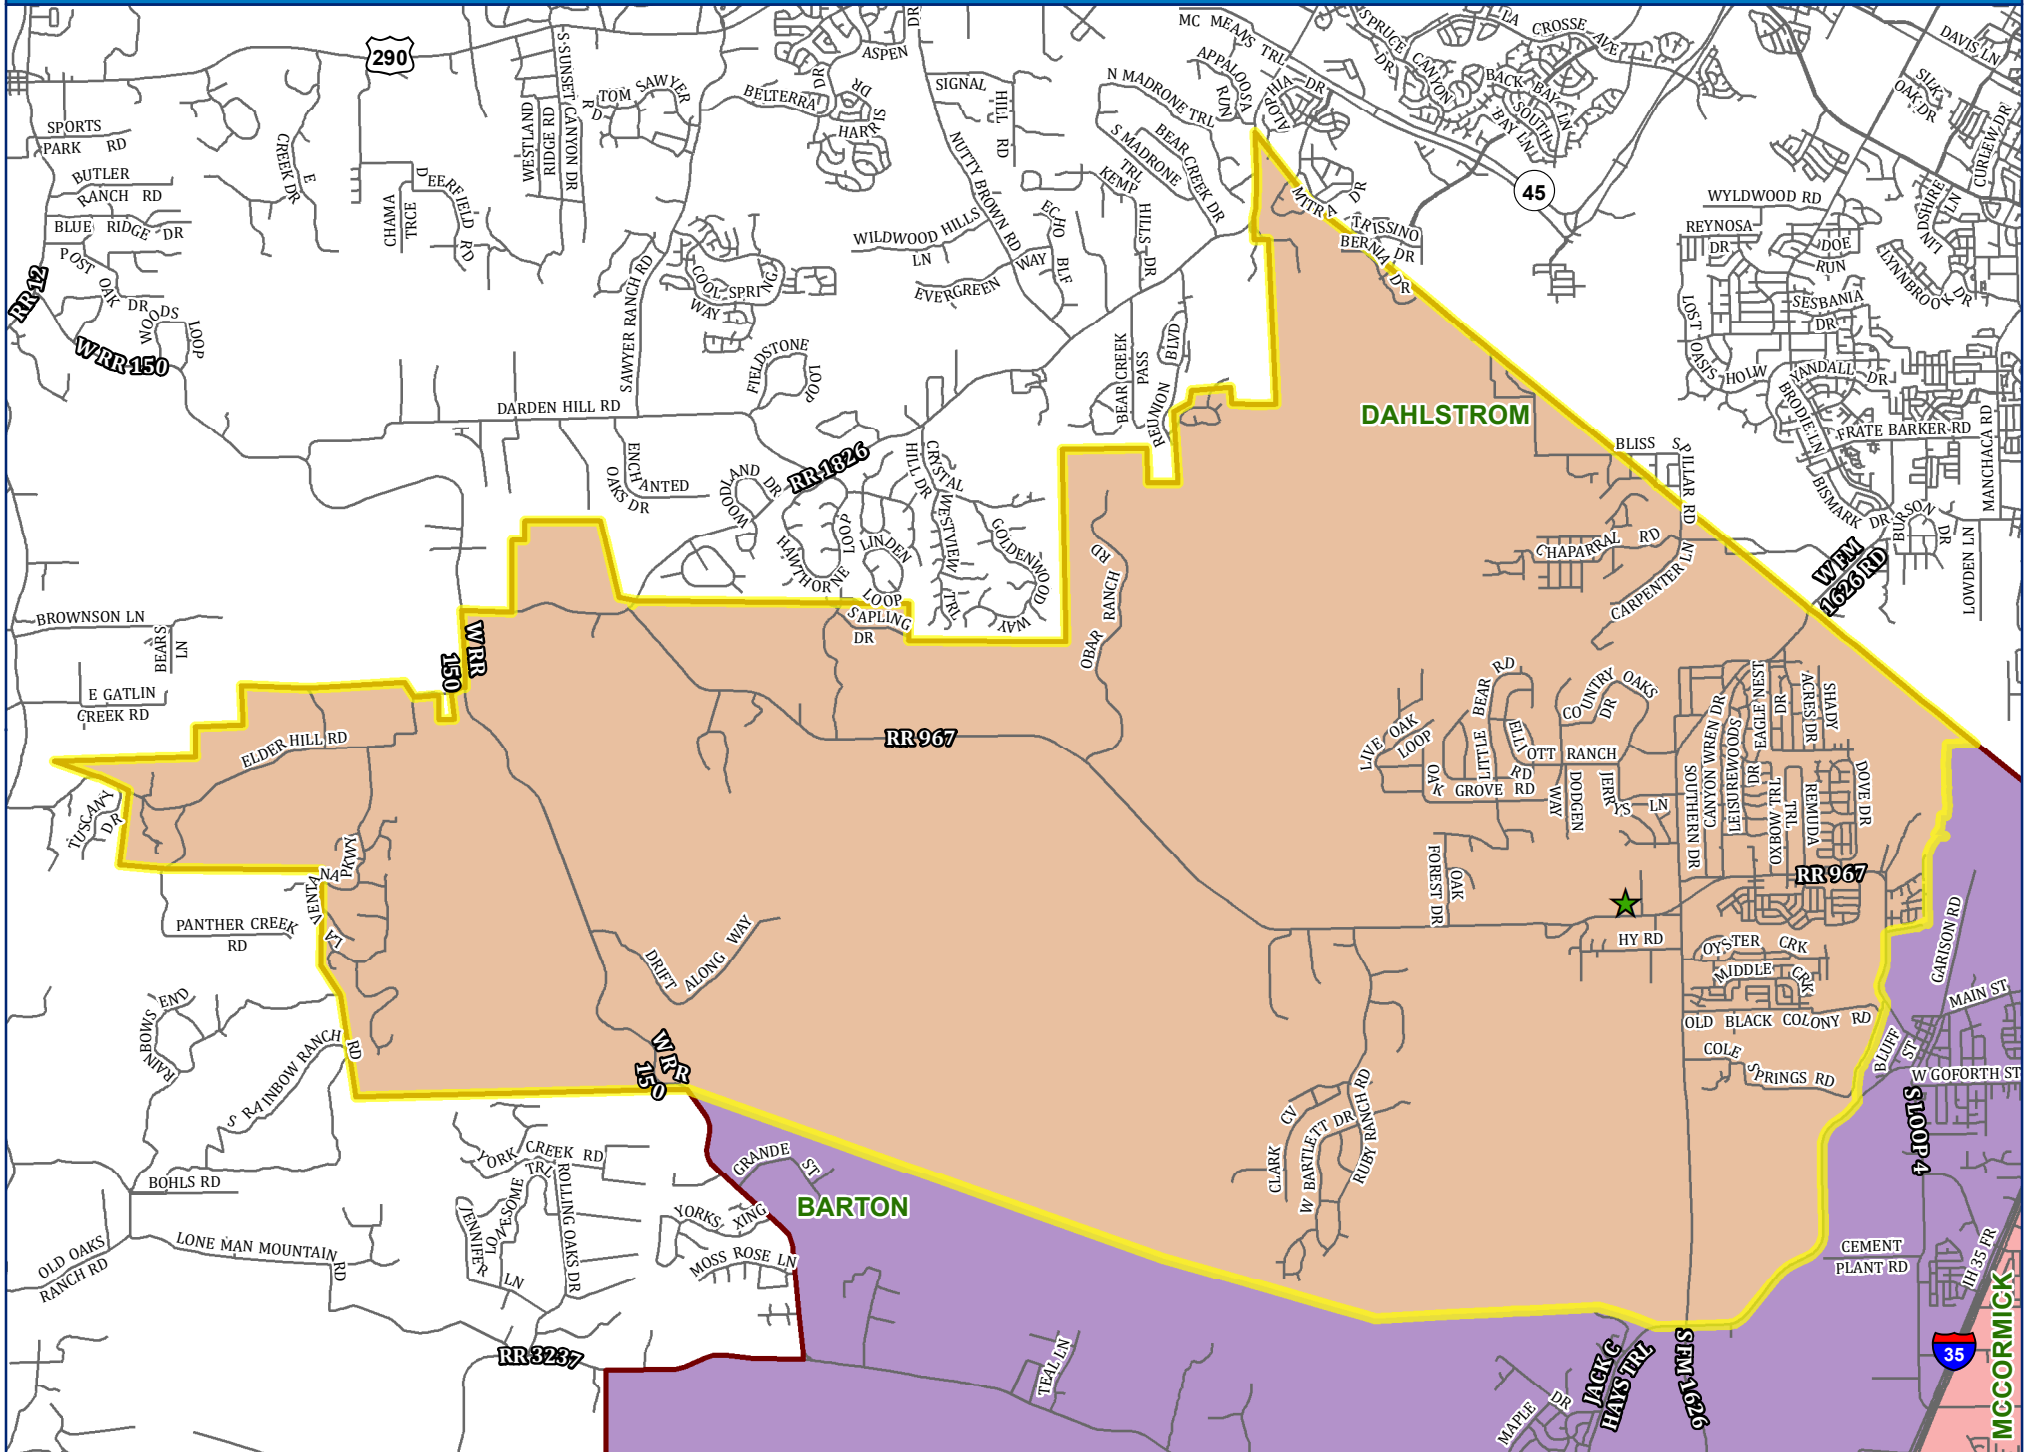 290
SPORTS
PARK RD
BUTLER
RANCH RD
BLUE RIDGE DR
POST OAK DR
WOODS LOOP
RR 12
W RR 150
E
CREEK DR
CHAMA
TRCE
DEERFIELD RD
WESTLAND
RIDGE RD
S SUNSET CANYON DR
TOM SAWYER
RD
BELTERRA
DR
ASPEN
DR
HARRIS
DR
DR
SIGNAL
HILL RD
NUTTY BROWN RD
WILDWOOD HILLS
LN
EVERGREEN WAY
ECHO BLF
COOL SPRING
WAY
SAWYER RANCH RD
FIELDSTONE
LOOP
DARDEN HILL RD
ENCHANTED
OAKS DR
WOODLAND
DR
RR 1826
HAWTHORNE
LOOP
LINDEN
LOOP
HILL DR
CRYSTAL
WESTVIEW
TRL
GOLDENWOOD
WAY
SAPLING
DR
MC MEANS TRL
APPALOOSA
RUN
N MADRONE TRL
S MADRONE
TRL
BEAR CREEK DR
KEMP
HILLS DR
ALOPHIA DR
BEAR CREEK
PASS
REUNION
BLVD
SPRUCE CANYON
DR
LA CROSSE AVE
BACK BAY LN
SOUTH
BAY LN
DAVIS LN
SILK
OAK DR
CURLEW DR
45
MITRA
DR
TRISSINO
DR
BERNIA DR
WYLDWOOD RD
REYNOSA
DR
DOE
RUN
LINDSHIRE
LN
LYNNBROOK
DR
SESBANIA
DR
LOST OASIS
HOLW
YANDALL DR
BRODIE LN
FRATE BARKER RD
MANCHACA RD
BISMARK DR
BURSON
DR
LOWDEN LN
DAHLSTROM
BLISS SPILLAR RD
CHAPARRAL RD
CARPENTER LN
W FM
1626 RD
OBAR RANCH RD
BROWNSON LN
BEARS
LN
E GATLIN
CREEK RD
W RR
150
ELDER HILL RD
TUSCANY
DR
RR 967
LIVE OAK
LOOP
LITTLE BEAR RD
ELLIOTT RANCH
RD
COUNTRY OAKS
DR
OAK GROVE RD
DODGEN
WAY
JERRYS LN
SOUTHERN DR
CANYON WREN DR
LEISUREWOODS
DR
EAGLE NEST
DR
SHADY
ACRES DR
OXBOW TRL
REMUDA
TRL
DOVE DR
RR 967
LA VENTANA PKWY
PANTHER CREEK
RD
FOREST DR
OAK
HY RD
OYSTER CRK
MIDDLE CRK
OLD BLACK COLONY RD
COLE
SPRINGS RD
GARISON RD
MAIN ST
BLUFF
ST
W GOFORTH ST
S LOOP 4
DRIFT ALONG WAY
RAINBOWS END
S RAINBOW RANCH RD
W RR
150
CLARK CV
W BARTLETT DR
RUBY RANCH RD
BOHLS RD
OLD OAKS
RANCH RD
LONE MAN MOUNTAIN
RD
YORK CREEK RD
LONESOME TRL
JENNIFER LN
ROLLING OAKS DR
GRANDE
ST
BARTON
YORKS XING
MOSS ROSE LN
RR 3237
TEAL LN
CEMENT
PLANT RD
IH 35 FR
MAPLE DR
JACK C
HAYS TRL
S FM 1626
35
MCCORMICK